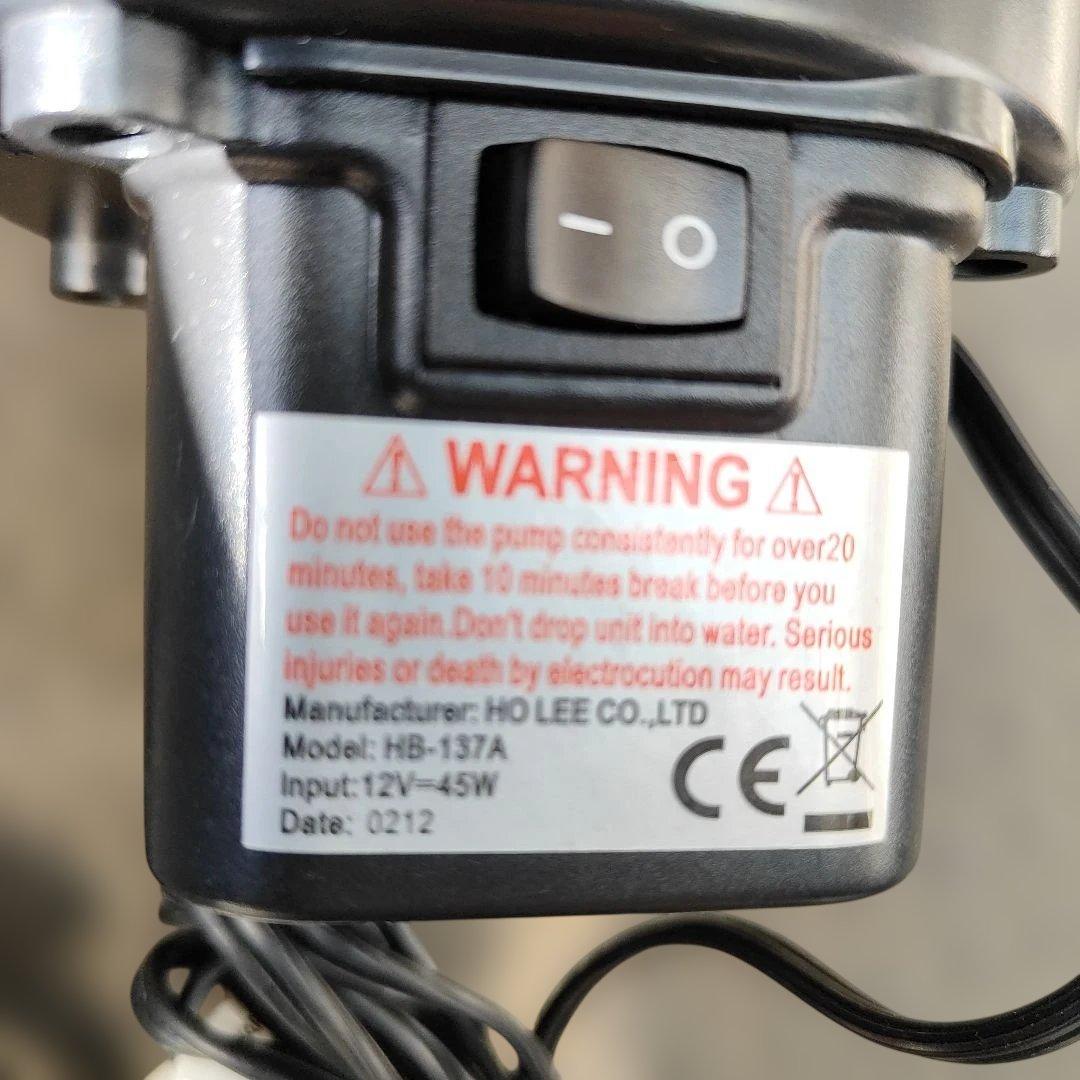 — O
WARNING
Do not use the pump consistently for over20
minutes, take 10 minutes break before you
use it again.Don't drop unit into water. Serious
injuries or death by electrocution may result.
Manufacturer: HO LEE CO.,LTD
Model: HB-137A
Input:12V=45W
Date: 0212
CE